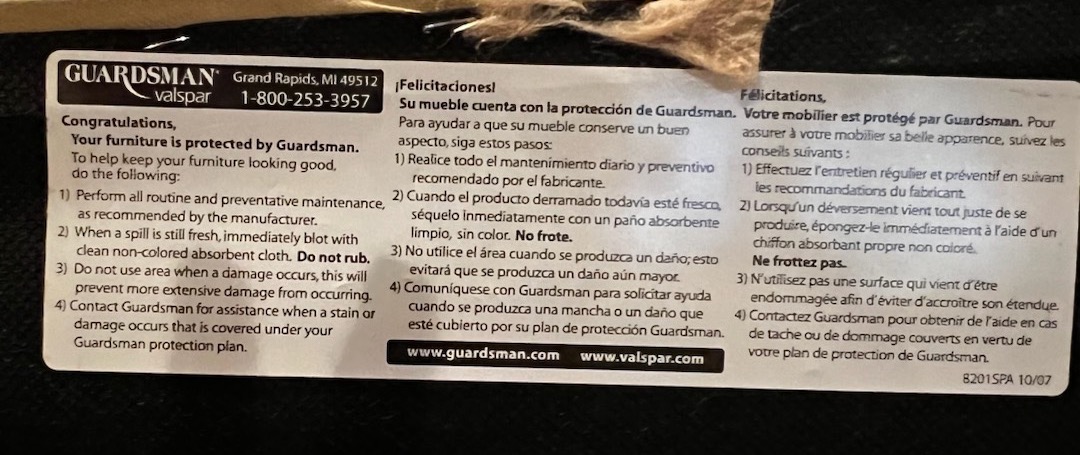 GUARDSMAN® Grand Rapids, MI 49512
valspar 1-800-253-3957
Congratulations,
Your furniture is protected by Guardsman.
To help keep your furniture looking good,
do the following:
1) Perform all routine and preventative maintenance,
as recommended by the manufacturer.
2) When a spill is still fresh, immediately blot with
clean non-colored absorbent cloth. Do not rub.
3) Do not use area when a damage occurs, this will
prevent more extensive damage from occurring.
4) Contact Guardsman for assistance when a stain or
damage occurs that is covered under your
Guardsman protection plan.
¡Felicitaciones!
Su mueble cuenta con la protección de Guardsman.
Para ayudar a que su mueble conserve un buen
aspecto, siga estos pasos:
1) Realice todo el mantenimiento diario y preventivo
recomendado por el fabricante.
2) Cuando el producto derramado todavía esté fresco,
séquelo inmediatamente con un paño absorbente
limpio, sin color. No frote.
3) No utilice el área cuando se produzca un daño; esto
evitará que se produzca un daño aún mayor.
4) Comuníquese con Guardsman para solicitar ayuda
cuando se produzca una mancha o un daño que
esté cubierto por su plan de protección Guardsman.
www.guardsman.com www.valspar.com
Félicitations,
Votre mobilier est protégé par Guardsman. Pour
assurer à votre mobilier sa belle apparence, suivez les
conseils suivants :
1) Effectuez l'entretien régulier et préventif en suivant
les recommandations du fabricant.
2) Lorsqu'un déversement vient tout juste de se
produire, épongez-le immédiatement à l'aide d'un
chiffon absorbant propre non coloré.
Ne frottez pas.
3) N'utilisez pas une surface qui vient d'être
endommagée afin d'éviter d'accroître son étendue.
4) Contactez Guardsman pour obtenir de l'aide en cas
de tache ou de dommage couverts en vertu de
votre plan de protection de Guardsman.
8201SPA 10/07